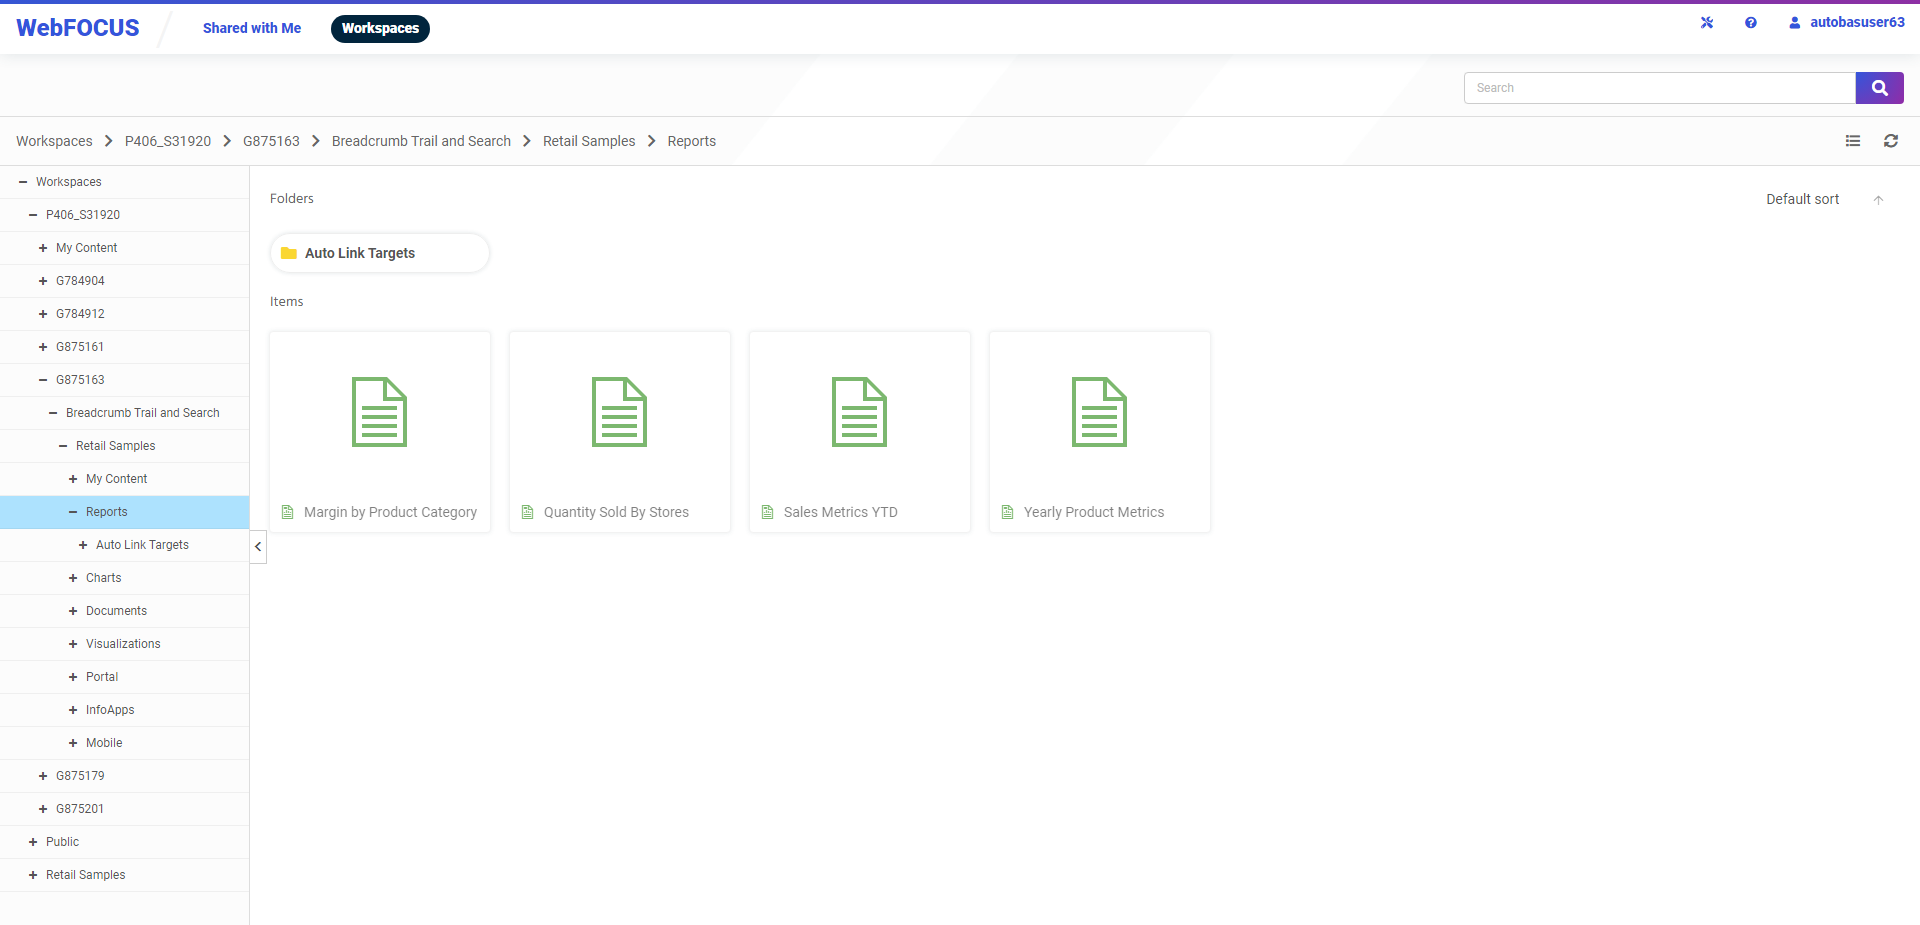 WebFOCUS
Shared with Me
Workspaces
autobasuser63
Search
Workspaces
P406_S31920
G875163
Breadcrumb Trail and Search
Retail Samples
Reports
Workspaces
P406_S31920
My Content
G784904
G784912
G875161
G875163
Breadcrumb Trail and Search
Retail Samples
My Content
Reports
Auto Link Targets
Charts
Documents
Visualizations
Portal
InfoApps
Mobile
G875179
G875201
Public
Retail Samples
Folders
Default sort
Auto Link Targets
Items
Margin by Product Category
Quantity Sold By Stores
Sales Metrics YTD
Yearly Product Metrics